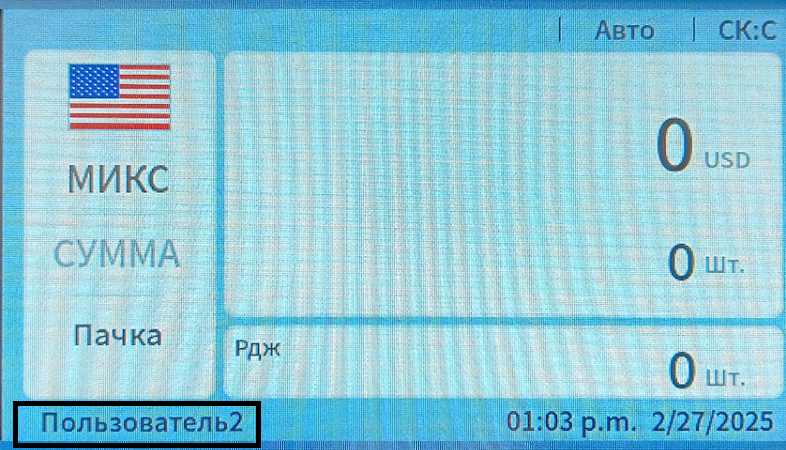 | Авто | СК:С
МИКС
СУММА
Пачка
0 USD
0 Шт.
Рдж
0 Шт.
Пользователь2
01:03 p.m. 2/27/2025